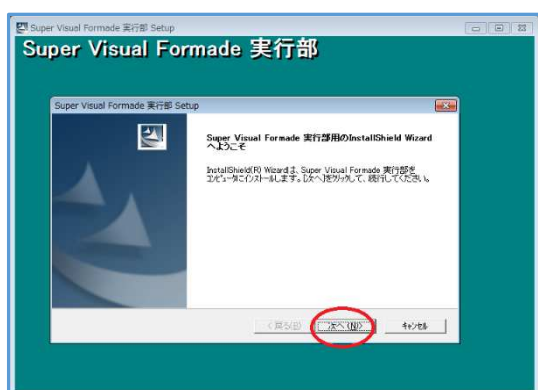 Super Visual Formade 実行部 Setup
Super Visual Formade 実行部
Super Visual Formade 実行部 Setup
Super Visual Formade 実行部用のInstallShield Wizard
へようこそ
InstallShield(R) Wizardは、Super Visual Formade 実行部を
コンピュータにインストールします。[次へ]をクリックして、続行してください。
< 戻る(B)
次へ(N) >
キャンセル